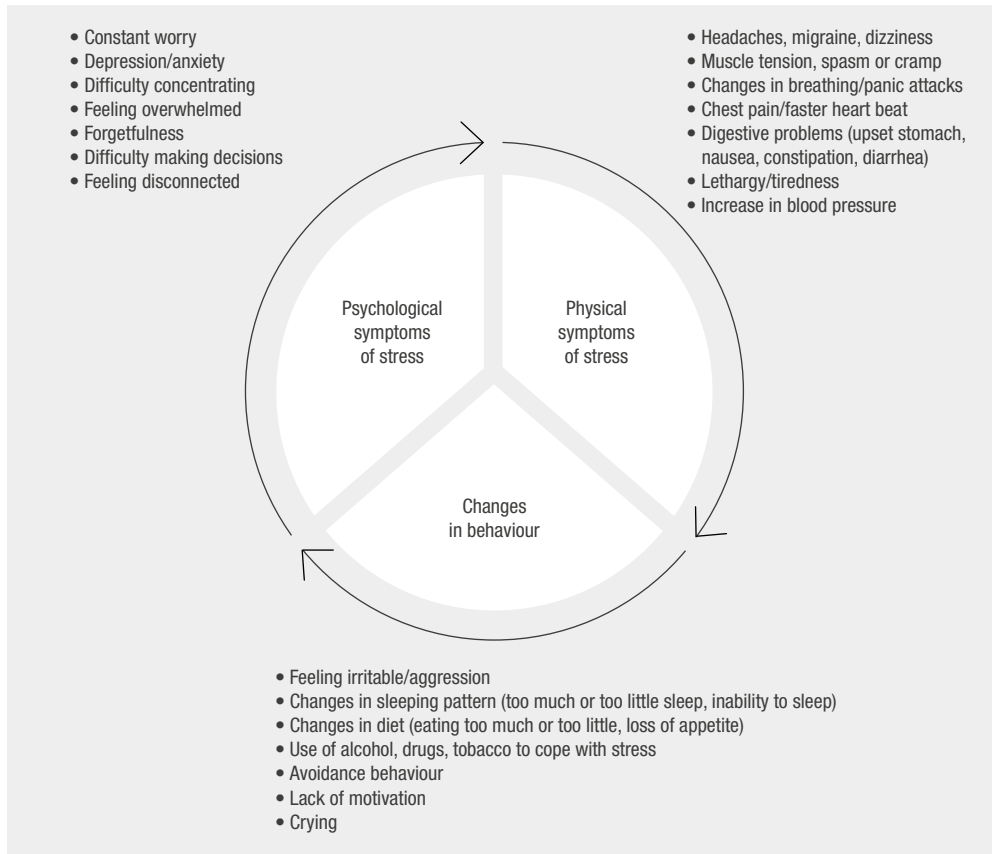 • Constant worry
• Depression/anxiety
• Difficulty concentrating
• Feeling overwhelmed
• Forgetfulness
• Difficulty making decisions
• Feeling disconnected
• Headaches, migraine, dizziness
• Muscle tension, spasm or cramp
• Changes in breathing/panic attacks
• Chest pain/faster heart beat
• Digestive problems (upset stomach,
nausea, constipation, diarrhea)
• Lethargy/tiredness
• Increase in blood pressure
Psychological
symptoms
of stress
Physical
symptoms
of stress
Changes
in behaviour
• Feeling irritable/aggression
• Changes in sleeping pattern (too much or too little sleep, inability to sleep)
• Changes in diet (eating too much or too little, loss of appetite)
• Use of alcohol, drugs, tobacco to cope with stress
• Avoidance behaviour
• Lack of motivation
• Crying